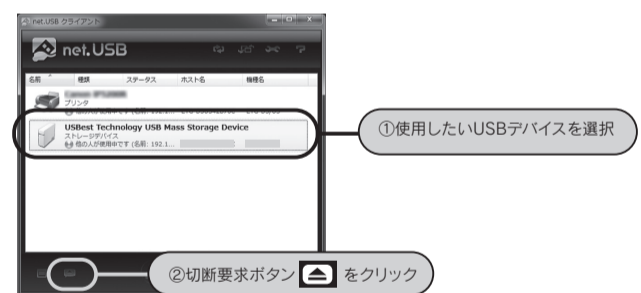 net.USB クライアント
net.USB
名前 種類 ステータス ホスト名 機種名
プリンタ
USBest Technology USB Mass Storage Device
ストレージデバイス
他の人が使用中です (名前: 192.1...
①使用したいUSBデバイスを選択
②切断要求ボタン をクリック